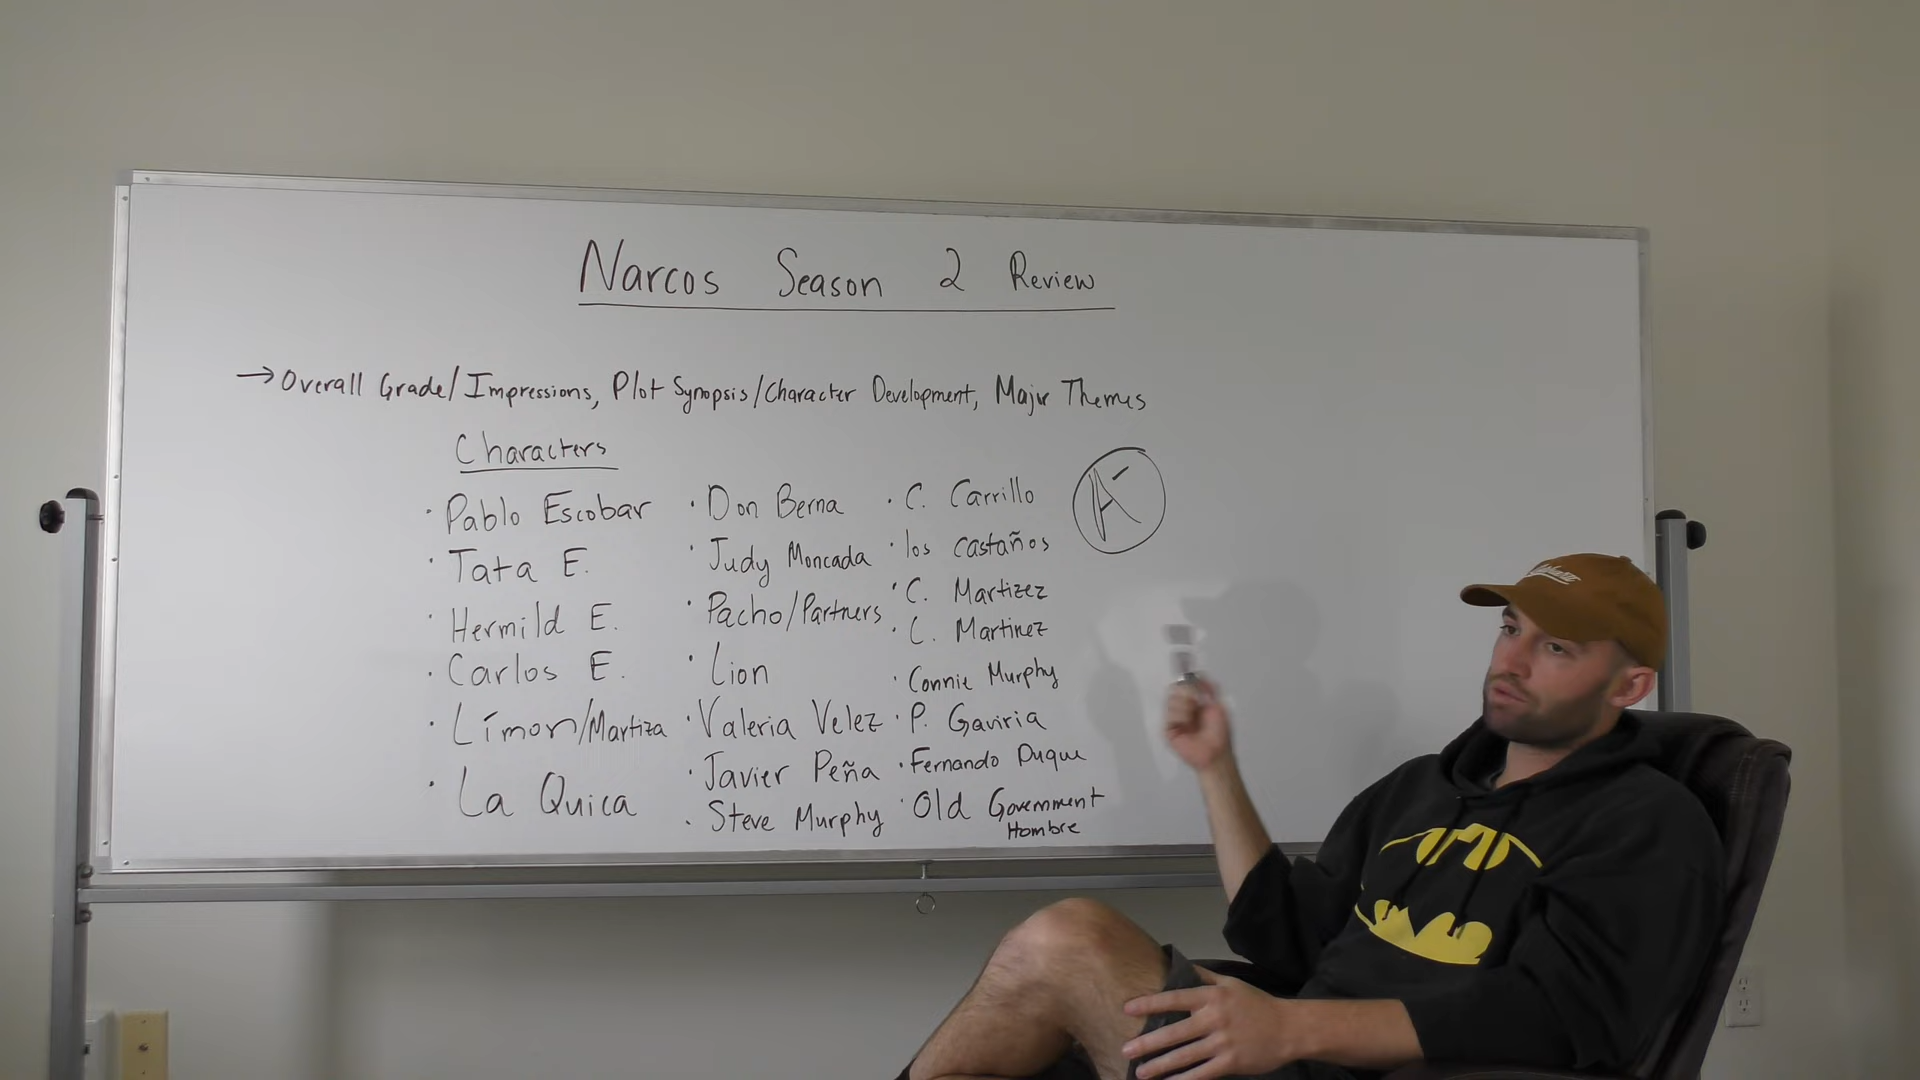 Narcos Season 2 Review
→ Overall Grade/Impressions, Plot Synopsis/Character Development, Major Themes
Characters
· Pablo Escobar
· Tata E.
· Hermild E.
· Carlos E.
· Límon/Martiza
· La Quica
· Don Berna
· Judy Moncada
· Pacho/Partners
· Lion
· Valeria Velez
· Javier Peña
· Steve Murphy
· C. Carrillo
· los castaños
· C. Martizez
· C. Martinez
· Connie Murphy
· P. Gaviria
· Fernando Duque
· Old Government
Hombre
A-